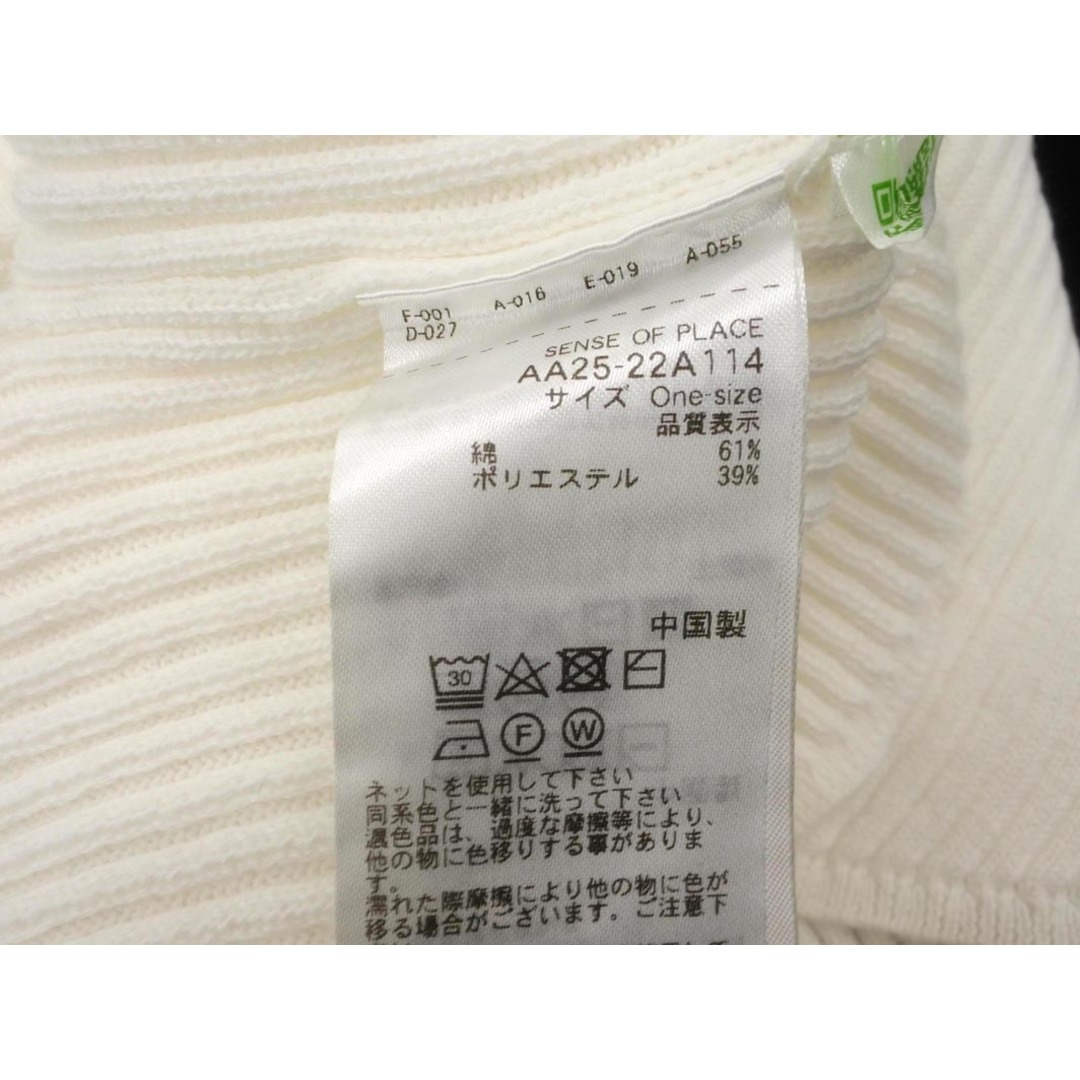 F-001 A-016 E-019 A-055
D-027
SENSE OF PLACE
AA25-22A114
サイズ One-size
品質表示
綿 61%
ポリエステル 39%
中国製
30
F W
ネットを使用して下さい
同系色と一緒に洗って下さい
濃色品は、過度な摩擦等により、
他の物に色移りする事がありま
す。
濡れた際摩擦により他の物に色が
移る場合がございます。ご注意下